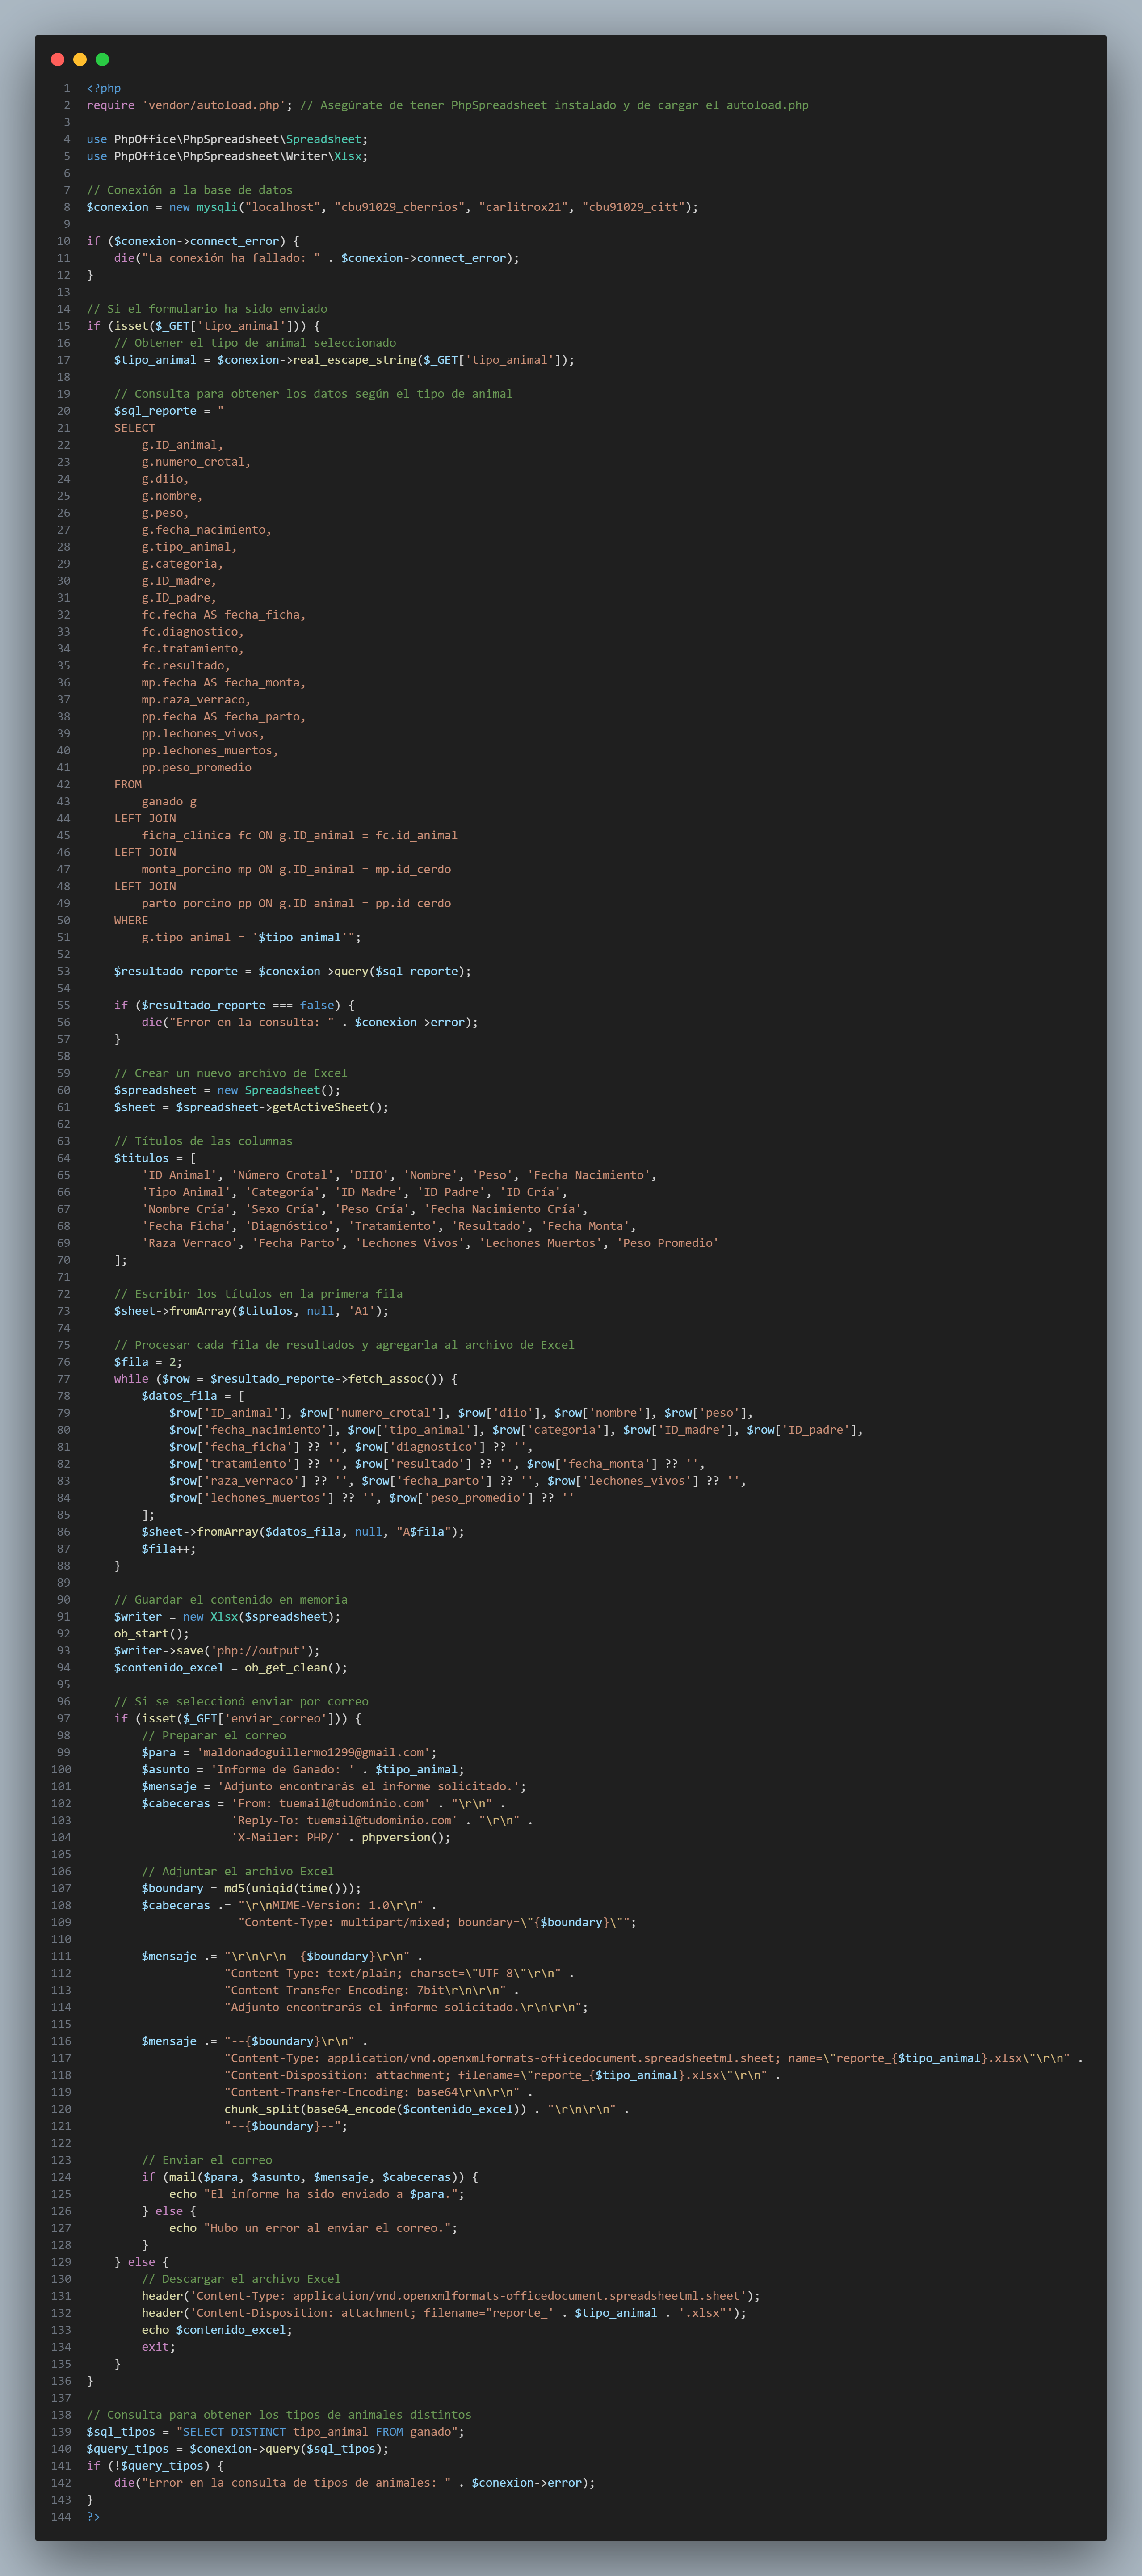 1 <?php
2 require 'vendor/autoload.php'; // Asegúrate de tener PhpSpreadsheet instalado y de cargar el autoload.php
3
4 use PhpOffice\PhpSpreadsheet\Spreadsheet;
5 use PhpOffice\PhpSpreadsheet\Writer\Xlsx;
6
7 // Conexión a la base de datos
8 $conexion = new mysqli("localhost", "cbu91029_cberrios", "carlitrox21", "cbu91029_citt");
9
10 if ($conexion->connect_error) {
11     die("La conexión ha fallado: " . $conexion->connect_error);
12 }
13
14 // Si el formulario ha sido enviado
15 if (isset($_GET['tipo_animal'])) {
16     // Obtener el tipo de animal seleccionado
17     $tipo_animal = $conexion->real_escape_string($_GET['tipo_animal']);
18
19     // Consulta para obtener los datos según el tipo de animal
20     $sql_reporte = "
21     SELECT
22         g.ID_animal,
23         g.numero_crotal,
24         g.diio,
25         g.nombre,
26         g.peso,
27         g.fecha_nacimiento,
28         g.tipo_animal,
29         g.categoria,
30         g.ID_madre,
31         g.ID_padre,
32         fc.fecha AS fecha_ficha,
33         fc.diagnostico,
34         fc.tratamiento,
35         fc.resultado,
36         mp.fecha AS fecha_monta,
37         mp.raza_verraco,
38         pp.fecha AS fecha_parto,
39         pp.lechones_vivos,
40         pp.lechones_muertos,
41         pp.peso_promedio
42     FROM
43         ganado g
44     LEFT JOIN
45         ficha_clinica fc ON g.ID_animal = fc.id_animal
46     LEFT JOIN
47         monta_porcino mp ON g.ID_animal = mp.id_cerdo
48     LEFT JOIN
49         parto_porcino pp ON g.ID_animal = pp.id_cerdo
50     WHERE
51         g.tipo_animal = '$tipo_animal'";
52
53     $resultado_reporte = $conexion->query($sql_reporte);
54
55     if ($resultado_reporte === false) {
56         die("Error en la consulta: " . $conexion->error);
57     }
58
59     // Crear un nuevo archivo de Excel
60     $spreadsheet = new Spreadsheet();
61     $sheet = $spreadsheet->getActiveSheet();
62
63     // Títulos de las columnas
64     $titulos = [
65         'ID Animal', 'Número Crotal', 'DIIO', 'Nombre', 'Peso', 'Fecha Nacimiento',
66         'Tipo Animal', 'Categoría', 'ID Madre', 'ID Padre', 'ID Cría',
67         'Nombre Cría', 'Sexo Cría', 'Peso Cría', 'Fecha Nacimiento Cría',
68         'Fecha Ficha', 'Diagnóstico', 'Tratamiento', 'Resultado', 'Fecha Monta',
69         'Raza Verraco', 'Fecha Parto', 'Lechones Vivos', 'Lechones Muertos', 'Peso Promedio'
70     ];
71
72     // Escribir los títulos en la primera fila
73     $sheet->fromArray($titulos, null, 'A1');
74
75     // Procesar cada fila de resultados y agregarla al archivo de Excel
76     $fila = 2;
77     while ($row = $resultado_reporte->fetch_assoc()) {
78         $datos_fila = [
79             $row['ID_animal'], $row['numero_crotal'], $row['diio'], $row['nombre'], $row['peso'],
80             $row['fecha_nacimiento'], $row['tipo_animal'], $row['categoria'], $row['ID_madre'], $row['ID_padre'],
81             $row['fecha_ficha'] ?? '', $row['diagnostico'] ?? '',
82             $row['tratamiento'] ?? '', $row['resultado'] ?? '', $row['fecha_monta'] ?? '',
83             $row['raza_verraco'] ?? '', $row['fecha_parto'] ?? '', $row['lechones_vivos'] ?? '',
84             $row['lechones_muertos'] ?? '', $row['peso_promedio'] ?? ''
85         ];
86         $sheet->fromArray($datos_fila, null, "A$fila");
87         $fila++;
88     }
89
90     // Guardar el contenido en memoria
91     $writer = new Xlsx($spreadsheet);
92     ob_start();
93     $writer->save('php://output');
94     $contenido_excel = ob_get_clean();
95
96     // Si se seleccionó enviar por correo
97     if (isset($_GET['enviar_correo'])) {
98         // Preparar el correo
99         $para = 'maldonadoguillermo1299@gmail.com';
100         $asunto = 'Informe de Ganado: ' . $tipo_animal;
101         $mensaje = 'Adjunto encontrarás el informe solicitado.';
102         $cabeceras = 'From: tuemail@tudominio.com' . "\r\n" .
103                      'Reply-To: tuemail@tudominio.com' . "\r\n" .
104                      'X-Mailer: PHP/' . phpversion();
105
106         // Adjuntar el archivo Excel
107         $boundary = md5(uniqid(time()));
108         $cabeceras .= "\r\nMIME-Version: 1.0\r\n" .
109                       "Content-Type: multipart/mixed; boundary=\"{$boundary}\"";
110
111         $mensaje .= "\r\n\r\n--{$boundary}\r\n" .
112                     "Content-Type: text/plain; charset=\"UTF-8\"\r\n" .
113                     "Content-Transfer-Encoding: 7bit\r\n\r\n" .
114                     "Adjunto encontrarás el informe solicitado.\r\n\r\n";
115
116         $mensaje .= "--{$boundary}\r\n" .
117                     "Content-Type: application/vnd.openxmlformats-officedocument.spreadsheetml.sheet; name=\"reporte_{$tipo_animal}.xlsx\"\r\n" .
118                     "Content-Disposition: attachment; filename=\"reporte_{$tipo_animal}.xlsx\"\r\n" .
119                     "Content-Transfer-Encoding: base64\r\n\r\n" .
120                     chunk_split(base64_encode($contenido_excel)) . "\r\n\r\n" .
121                     "--{$boundary}--";
122
123         // Enviar el correo
124         if (mail($para, $asunto, $mensaje, $cabeceras)) {
125             echo "El informe ha sido enviado a $para.";
126         } else {
127             echo "Hubo un error al enviar el correo.";
128         }
129     } else {
130         // Descargar el archivo Excel
131         header('Content-Type: application/vnd.openxmlformats-officedocument.spreadsheetml.sheet');
132         header('Content-Disposition: attachment; filename="reporte_' . $tipo_animal . '.xlsx"');
133         echo $contenido_excel;
134         exit;
135     }
136 }
137
138 // Consulta para obtener los tipos de animales distintos
139 $sql_tipos = "SELECT DISTINCT tipo_animal FROM ganado";
140 $query_tipos = $conexion->query($sql_tipos);
141 if (!$query_tipos) {
142     die("Error en la consulta de tipos de animales: " . $conexion->error);
143 }
144 ?>